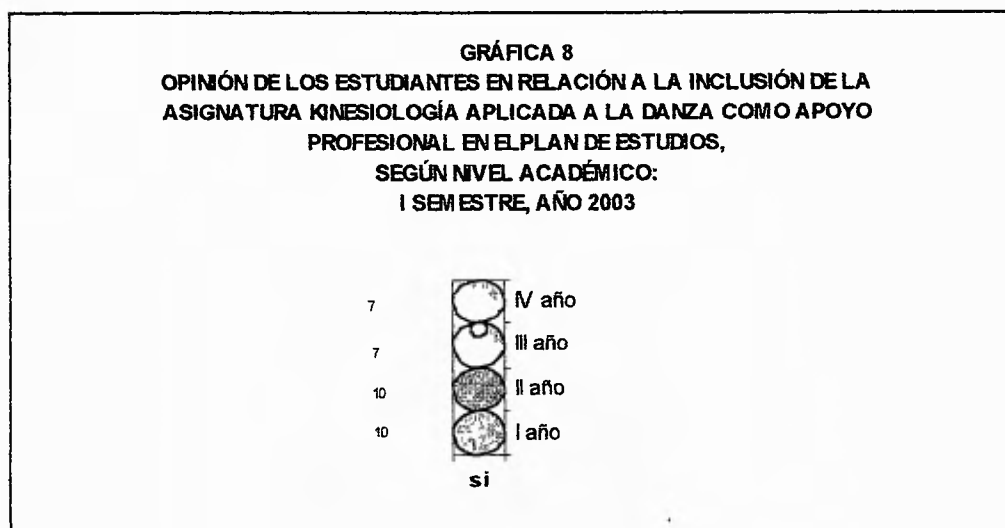 GRÁFICA 8
OPINIÓN DE LOS ESTUDIANTES EN RELACIÓN A LA INCLUSIÓN DE LA
ASIGNATURA KINESIOLOGÍA APLICADA A LA DANZA COMO APOYO
PROFESIONAL EN ELPLAN DE ESTUDIOS,
SEGÚN NIVEL ACADÉMICO:
I SEMESTRE, AÑO 2003
7 IV año
7 III año
10 II año
10 I año
si